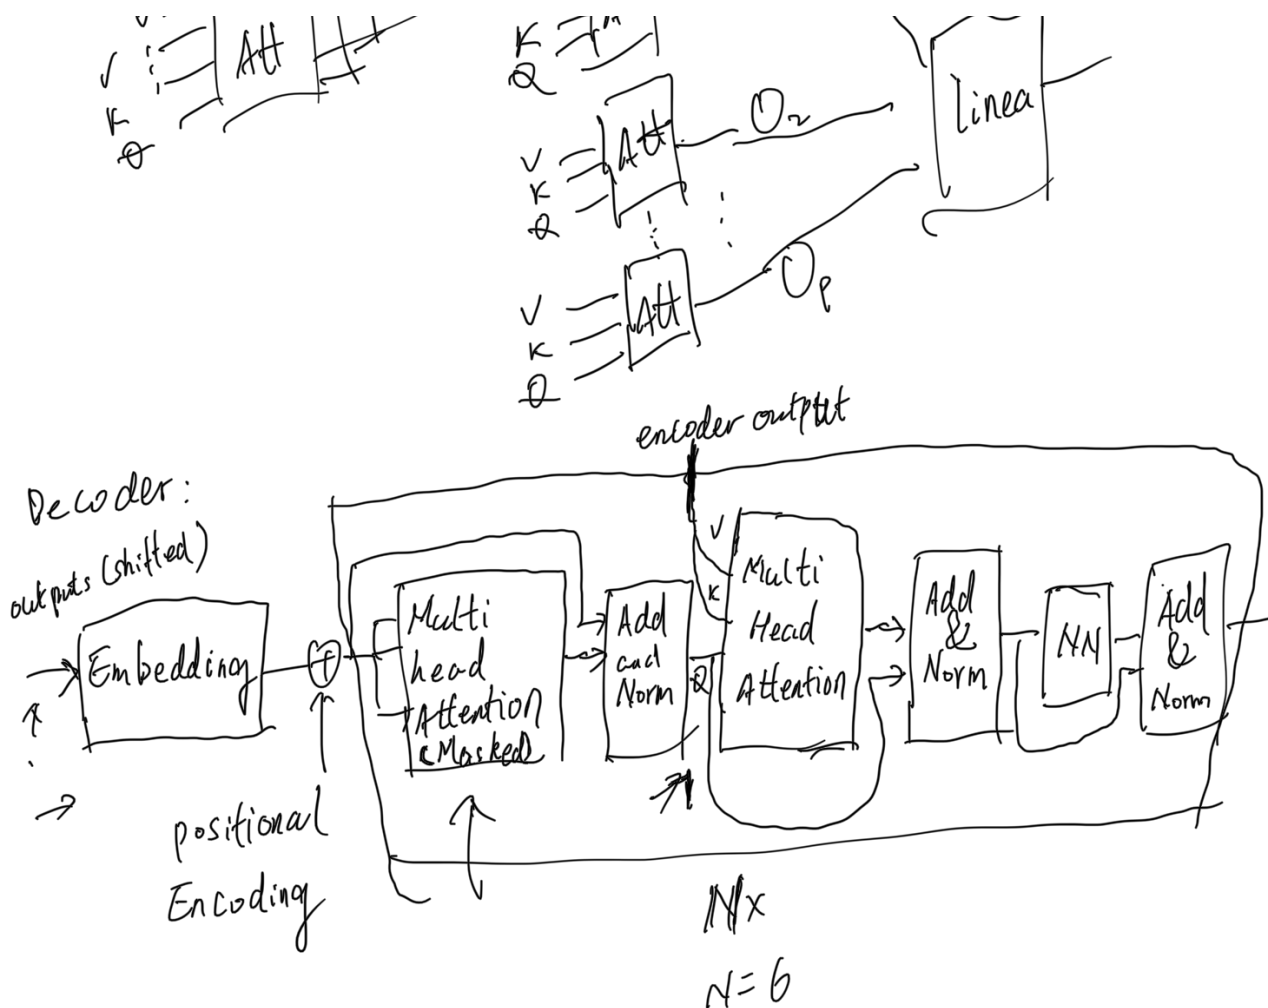 V
K
Q
Att
K
Q
V
K
Q
Att
O₂
V
K
Q
Att
Oₚ
linea
encoder output
Decoder:
outputs (shifted)
Embedding
+
positional
Encoding
Multi
head
Attention
(Masked)
Add
and
Norm
V
K
Q
Multi
Head
Attention
Add
&
Norm
NN
Add
&
Norm
Nx
N=6